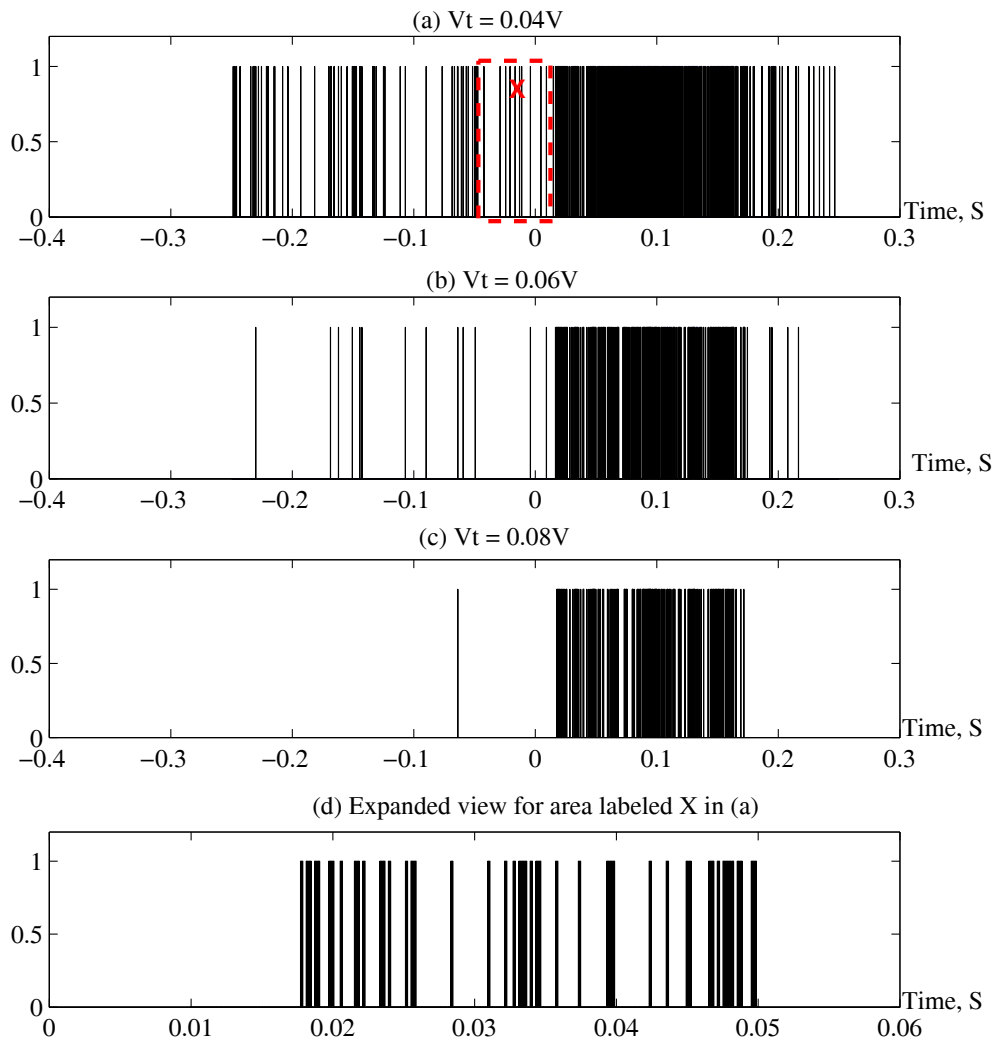 (a) Vt = 0.04V
1
X
0.5
0
Time, S
−0.4 −0.3 −0.2 −0.1 0 0.1 0.2 0.3
(b) Vt = 0.06V
1
0.5
0
Time, S
−0.4 −0.3 −0.2 −0.1 0 0.1 0.2 0.3
(c) Vt = 0.08V
1
0.5
0
Time, S
−0.4 −0.3 −0.2 −0.1 0 0.1 0.2 0.3
(d) Expanded view for area labeled X in (a)
1
0.5
0
Time, S
0 0.01 0.02 0.03 0.04 0.05 0.06